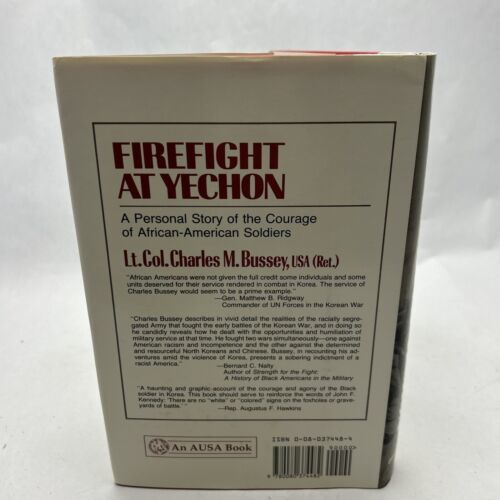 FIREFIGHT
AT YECHON
A Personal Story of the Courage
of African-American Soldiers
Lt. Col. Charles M. Bussey, USA (Ret.)
"African Americans were not given the full credit some individuals and some
units deserved for their service rendered in combat in Korea. The service of
Charles Bussey would seem to be a prime example."
—Gen. Matthew B. Ridgway
Commander of UN Forces in the Korean War
"Charles Bussey describes in vivid detail the realities of the racially segre-
gated Army that fought the early battles of the Korean War, and in doing so
he candidly reveals how he dealt with the opportunities and humiliation of
military service at that time. He fought two wars simultaneously—one against
American racism and incompetence and the other against the determined
and resourceful North Koreans and Chinese. Bussey, in recounting his ad-
ventures amid the violence of Korea, presents a sobering indictment of a
racist America."
—Bernard C. Nalty
Author of Strength for the Fight:
A History of Black Americans in the Military
"A haunting and graphic account of the courage and agony of the Black
soldier in Korea. This book should serve to reinforce the words of John F.
Kennedy: 'There are no "white" or "colored" signs on the foxholes or grave-
yards of battle.'"
—Rep. Augustus F. Hawkins
An AUSA Book
ISBN 0-08-037448-4
90000>
9 780080 374482